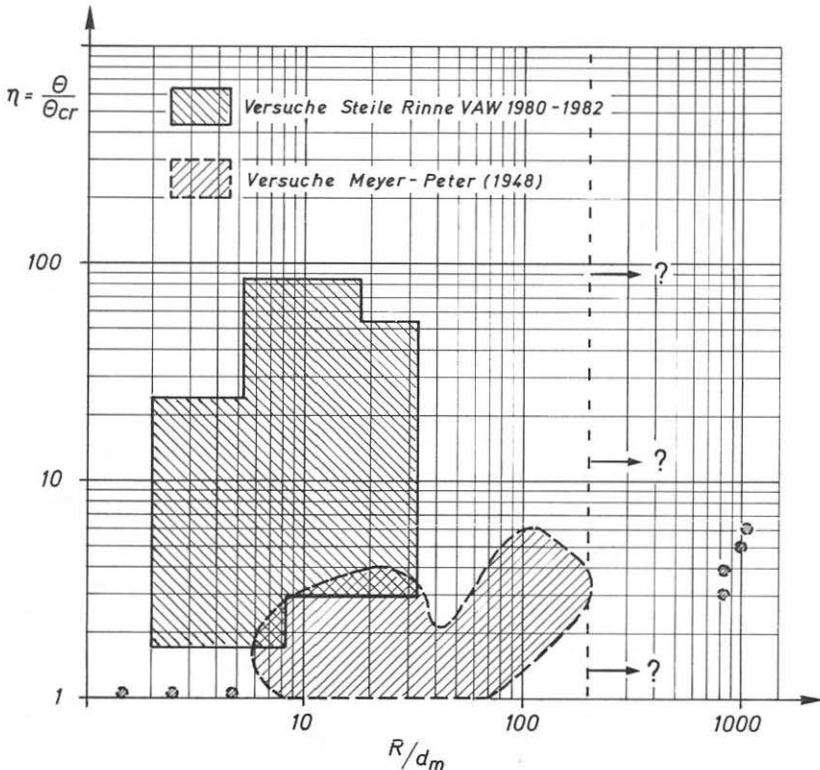 η = θ/θcr
Versuche Steile Rinne VAW 1980-1982
Versuche Meyer-Peter (1948)
100
?
10
?
?
1
10
100
1000
R/dm